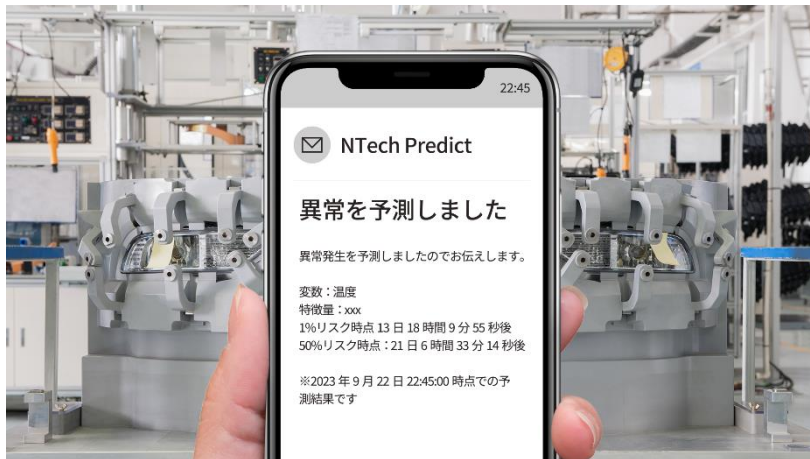 22:45
NTech Predict
異常を予測しました
異常発生を予測しましたのでお伝えします。
変数：温度
特徴量：xxx
1%リスク時点 13 日 18 時間 9 分 55 秒後
50%リスク時点：21 日 6 時間 33 分 14 秒後
※2023 年 9 月 22 日 22:45:00 時点での予
測結果です